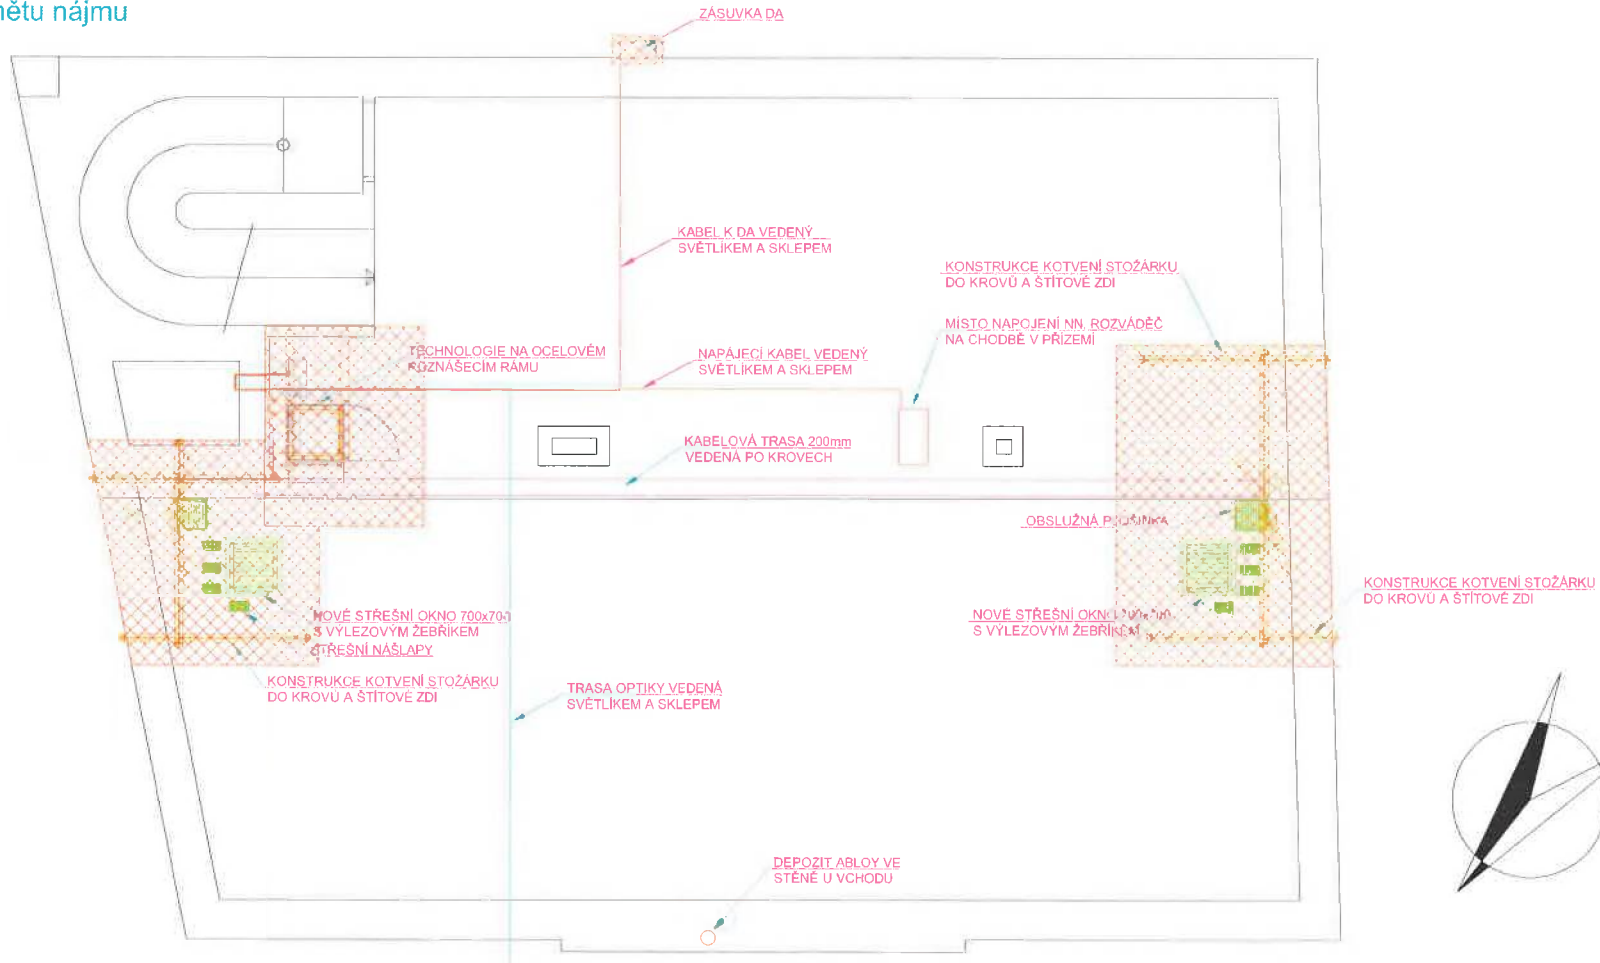 nětu nájmu
ZÁSUVKA DA
KABEL K DA VEDENÝ
SVĚTLÍKEM A SKLEPEM
KONSTRUKCE KOTVENÍ STOŽÁRKU
DO KROVŮ A ŠTÍTOVÉ ZDI
MÍSTO NAPOJENÍ NN, ROZVÁDĚČ
NA CHODBĚ V PŘÍZEMÍ
TECHNOLOGIE NA OCELOVÉM
ROZNÁŠECÍM RÁMU
NAPÁJECÍ KABEL VEDENÝ
SVĚTLÍKEM A SKLEPEM
KABELOVÁ TRASA 200mm
VEDENÁ PO KROVECH
OBSLUŽNÁ
KONSTRUKCE KOTVENÍ STOŽÁRKU
DO KROVŮ A ŠTÍTOVÉ ZDI
NOVÉ STŘEŠNÍ OKNO 700x700
S VÝLEZOVÝM ŽEBŘÍKEM
STŘEŠNÍ NÁŠLAPY
NOVÉ STŘEŠNÍ OKNO
S VÝLEZOVÝM ŽEBŘÍKEM
KONSTRUKCE KOTVENÍ STOŽÁRKU
DO KROVŮ A ŠTÍTOVÉ ZDI
TRASA OPTIKY VEDENÁ
SVĚTLÍKEM A SKLEPEM
DEPOZIT ABLOY VE
STĚNĚ U VCHODU